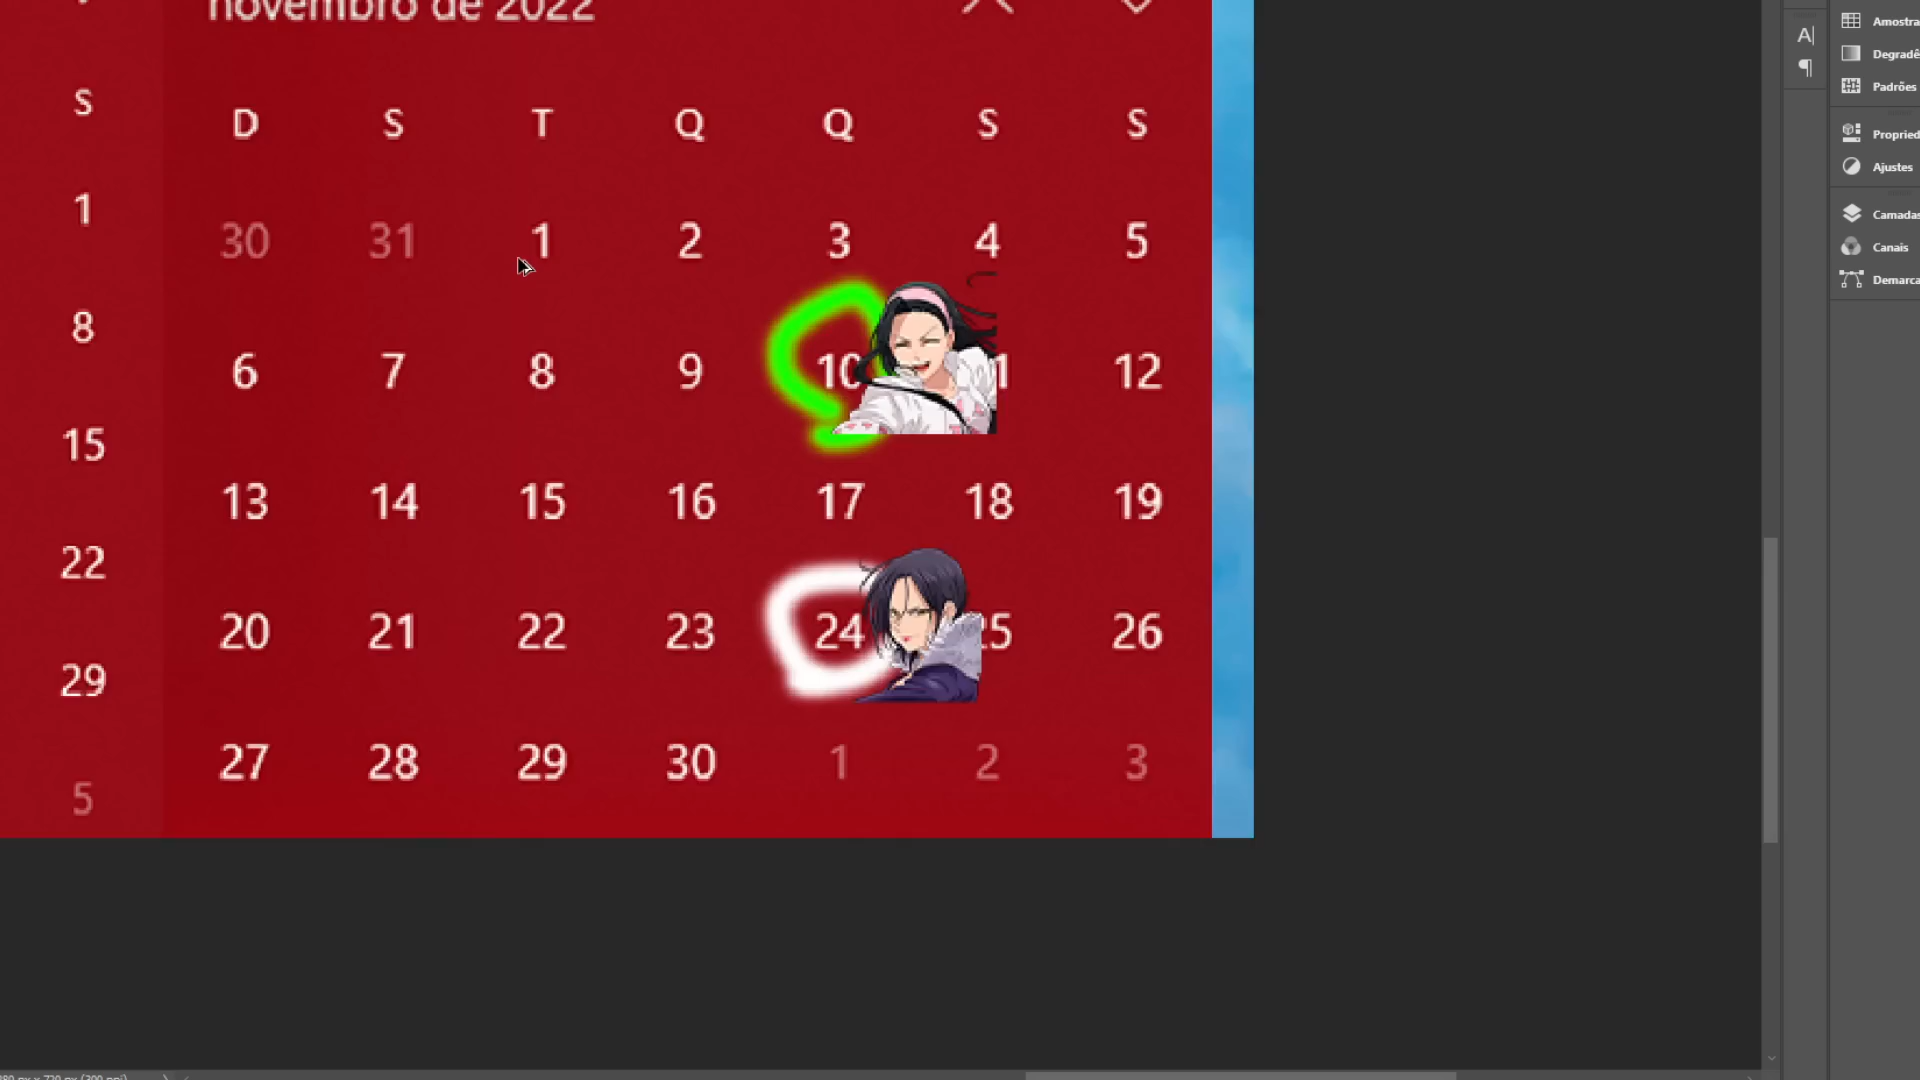 novembro de 2022
S
D S T Q Q S S
1
30 31 1 2 3 4 5
8
6 7 8 9 10 11 12
15
13 14 15 16 17 18 19
22
20 21 22 23 24 25 26
29
27 28 29 30 1 2 3
5
A
¶
Amostra
Degradê
Padrões
Propried
Ajustes
Camadas
Canais
Demarca